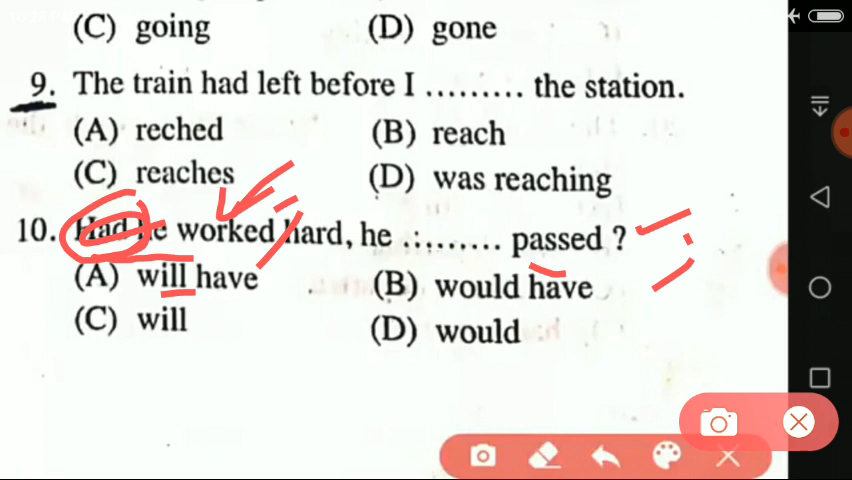 (C) going (D) gone
9. The train had left before I ......... the station.
(A) reched (B) reach
(C) reaches (D) was reaching
10. Had he worked hard, he ......... passed ?
(A) will have (B) would have
(C) will (D) would